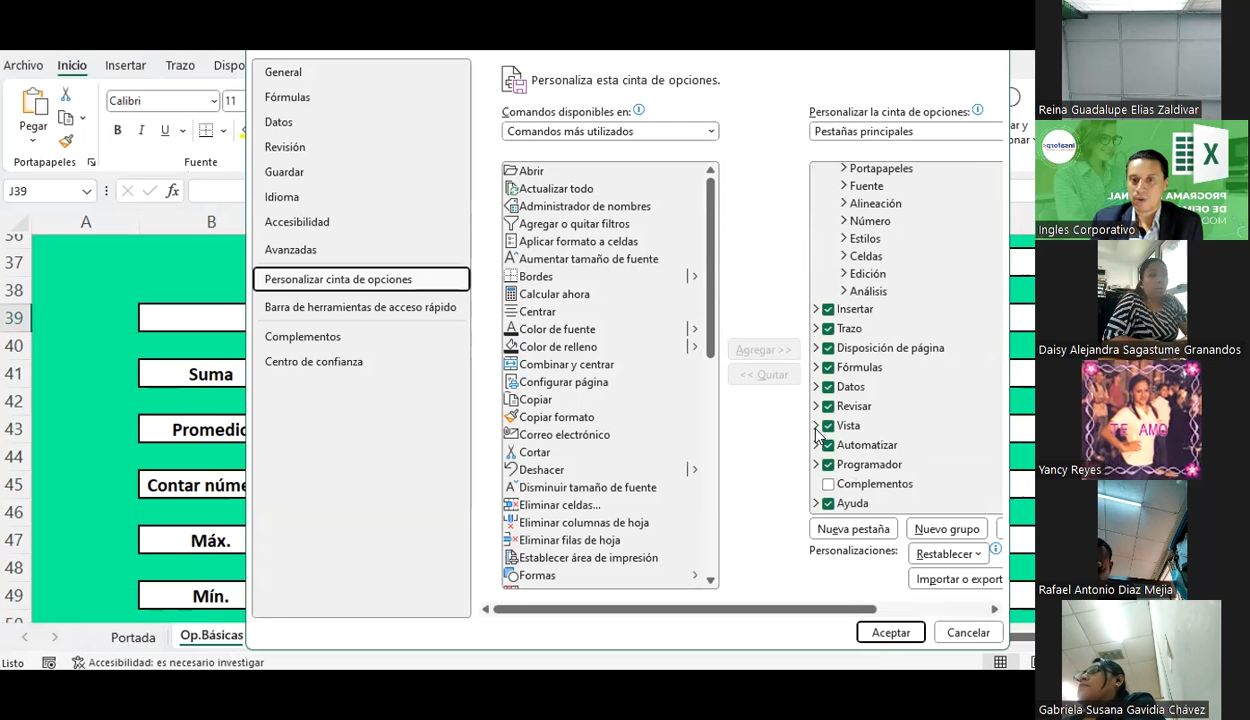 Archivo Inicio Insertar Trazo Dispo
Pegar
Portapapeles
Calibri 11
N K S
Fuente
J39
fx
A B
36
37
38
39
40
41 Suma
42
43 Promedio
44
45 Contar núme
46
47 Máx.
48
49 Mín.
Portada Op.Básicas
Listo Accesibilidad: es necesario investigar
General
Fórmulas
Datos
Revisión
Guardar
Idioma
Accesibilidad
Avanzadas
Personalizar cinta de opciones
Barra de herramientas de acceso rápido
Complementos
Centro de confianza
Personaliza esta cinta de opciones.
Comandos disponibles en:
Comandos más utilizados
Abrir
Actualizar todo
Administrador de nombres
Agregar o quitar filtros
Aplicar formato a celdas
Aumentar tamaño de fuente
Bordes
Calcular ahora
Centrar
Color de fuente
Color de relleno
Combinar y centrar
Configurar página
Copiar
Copiar formato
Correo electrónico
Cortar
Deshacer
Disminuir tamaño de fuente
Eliminar celdas...
Eliminar columnas de hoja
Eliminar filas de hoja
Establecer área de impresión
Formas
Agregar >>
<< Quitar
Personalizar la cinta de opciones:
Pestañas principales
Portapapeles
Fuente
Alineación
Número
Estilos
Celdas
Edición
Análisis
Insertar
Trazo
Disposición de página
Fórmulas
Datos
Revisar
Vista
Automatizar
Programador
Complementos
Ayuda
Nueva pestaña Nuevo grupo
Personalizaciones: Restablecer
Importar o export
Aceptar Cancelar
Reina Guadalupe Elias Zaldivar
Ingles Corporativo
Daisy Alejandra Sagastume Granandos
TE AMO
Yancy Reyes
Rafael Antonio Diaz Mejia
Gabriela Susana Gavidia Chávez